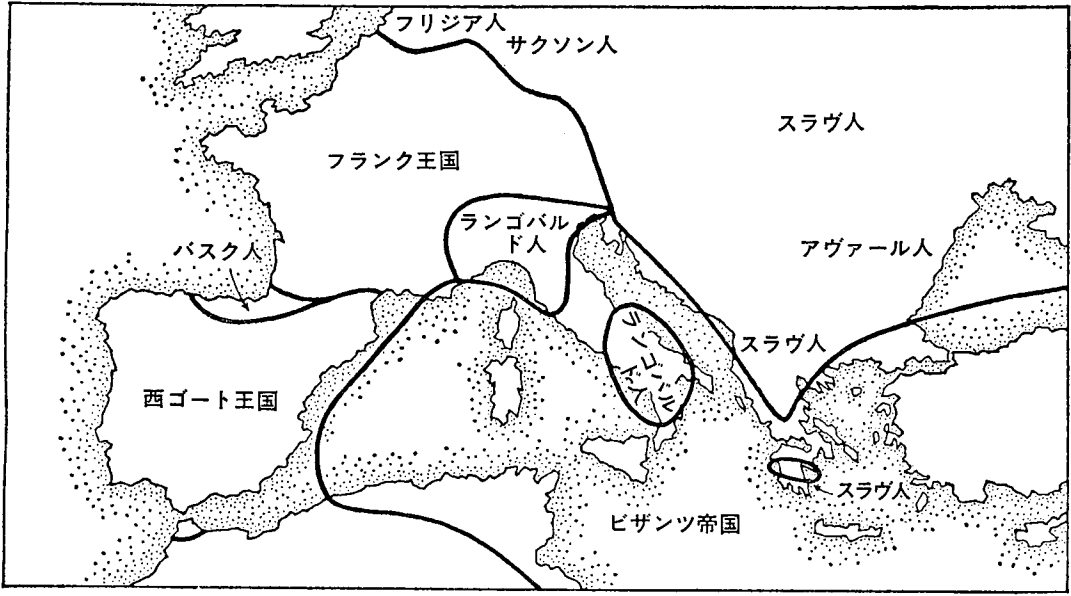 フリジア人
サクソン人
スラヴ人
フランク王国
ランゴバル
ド人
バスク人
アヴァール人
スラヴ人
ランゴバル
ド人
西ゴート王国
スラヴ人
ビザンツ帝国